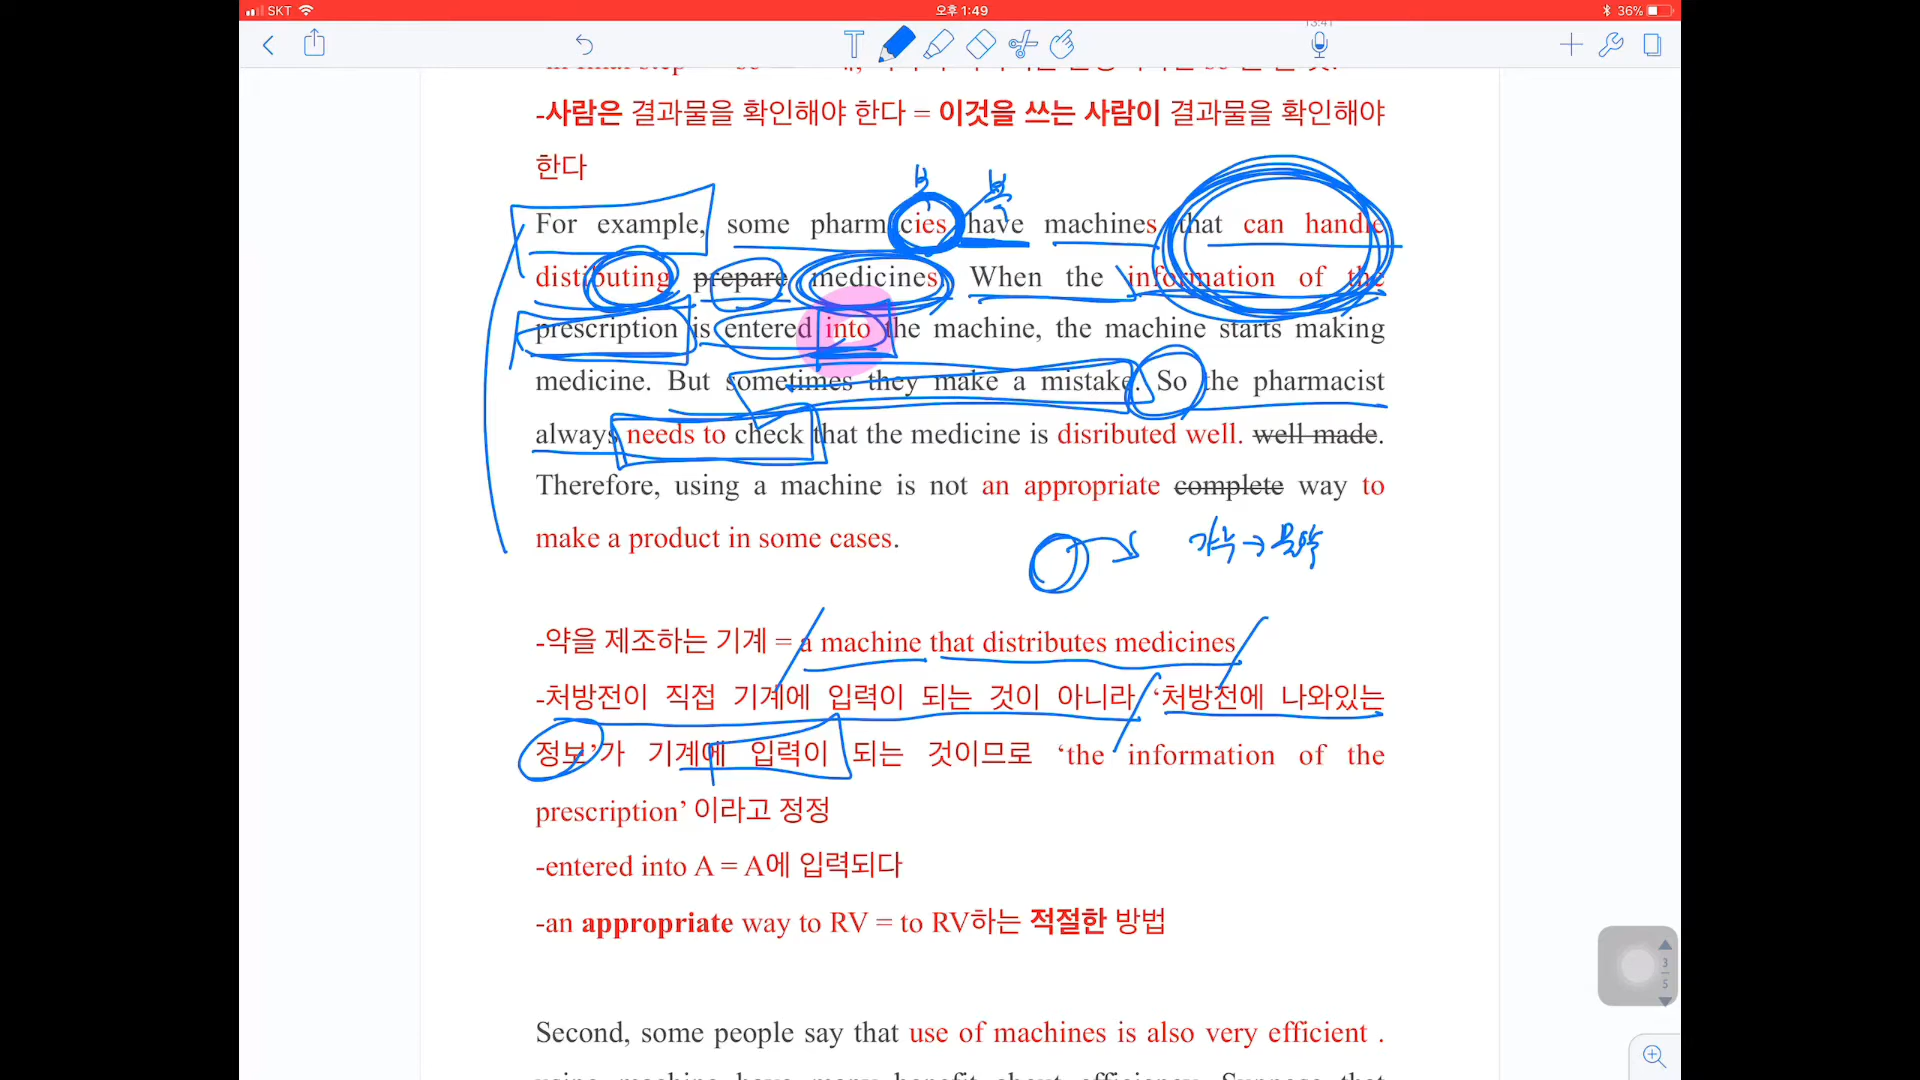 SKT
오후 1:49
36%
-사람은 결과물을 확인해야 한다 = 이것을 쓰는 사람이 결과물을 확인해야
한다
For example, some pharmacies have machines that can handle
distibuting prepare medicines. When the information of the
prescription is entered into the machine, the machine starts making
medicine. But sometimes they make a mistake. So the pharmacist
always needs to check that the medicine is disributed well. well made.
Therefore, using a machine is not an appropriate complete way to
make a product in some cases.
-약을 제조하는 기계 = a machine that distributes medicines
-처방전이 직접 기계에 입력이 되는 것이 아니라 ‘처방전에 나와있는
정보’가 기계에 입력이 되는 것이므로 ‘the information of the
prescription’ 이라고 정정
-entered into A = A에 입력되다
-an appropriate way to RV = to RV하는 적절한 방법
3
5
Second, some people say that use of machines is also very efficient .